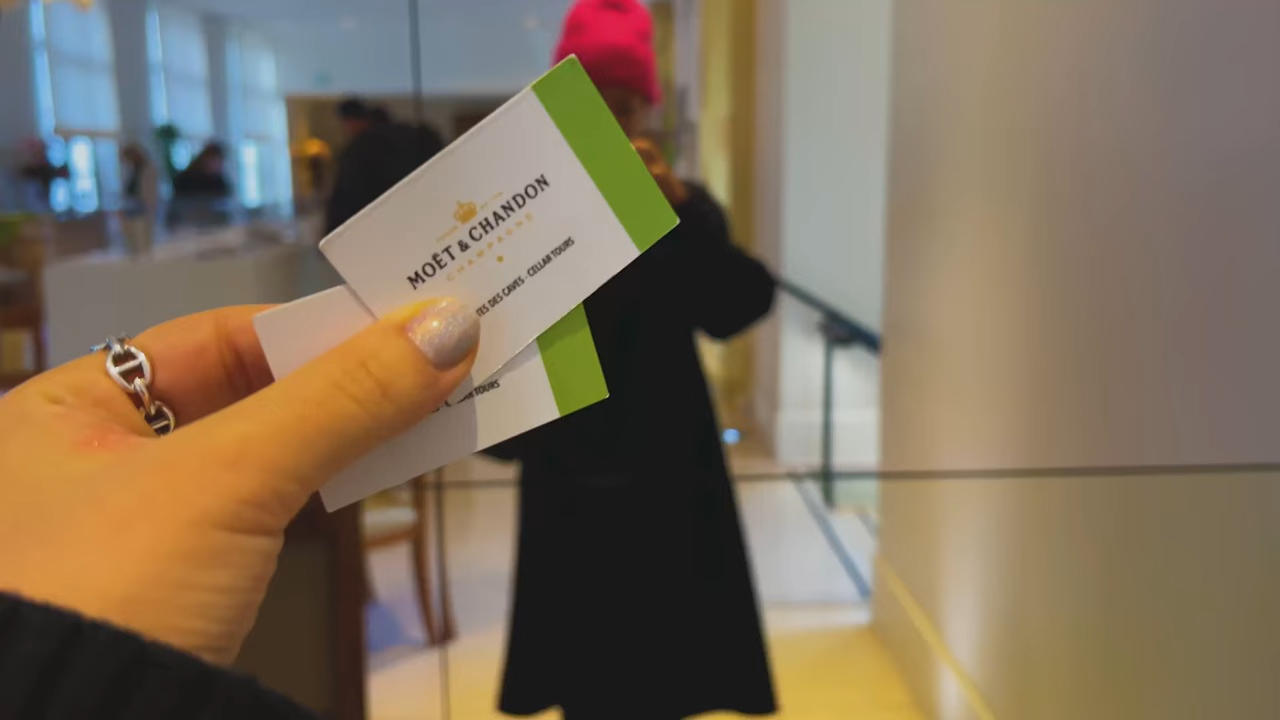 MOËT & CHANDON
CHAMPAGNE
TES DES CAVES - CELLAR TOURS
TOURS